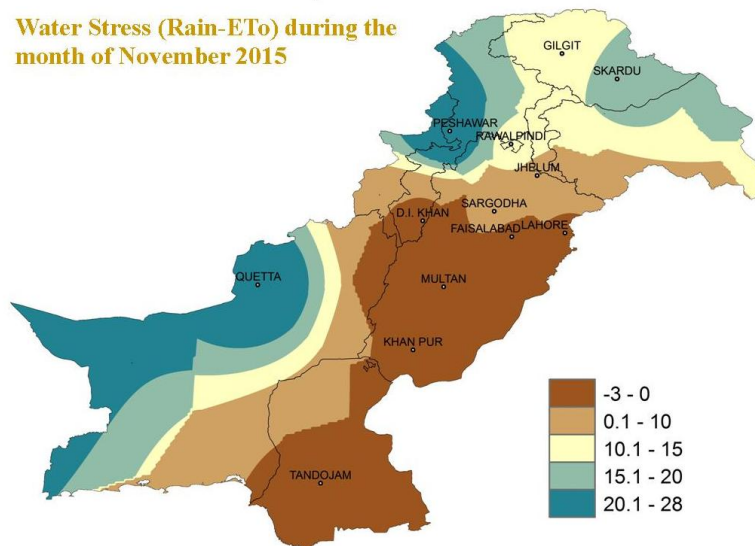 Water Stress (Rain-ETo) during the
month of November 2015
GILGIT
SKARDU
PESHAWAR
RAWALPINDI
JHELUM
SARGODHA
D.I. KHAN
FAISALABAD
LAHORE
QUETTA
MULTAN
KHAN PUR
TANDOJAM
-3 - 0
0.1 - 10
10.1 - 15
15.1 - 20
20.1 - 28